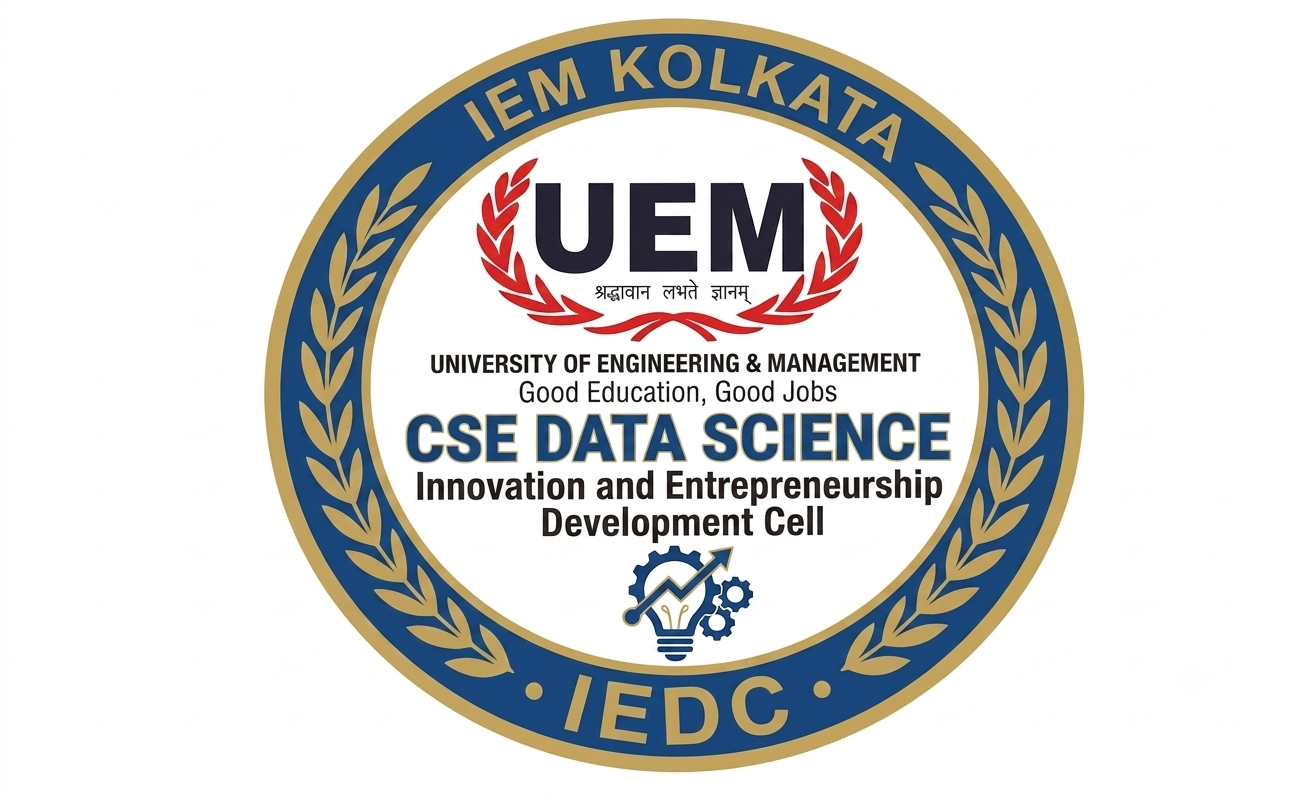 IEM KOLKATA
UEM
श्रद्धावान लभते ज्ञानम्
UNIVERSITY OF ENGINEERING & MANAGEMENT
Good Education, Good Jobs
CSE DATA SCIENCE
Innovation and Entrepreneurship
Development Cell
• IEDC •